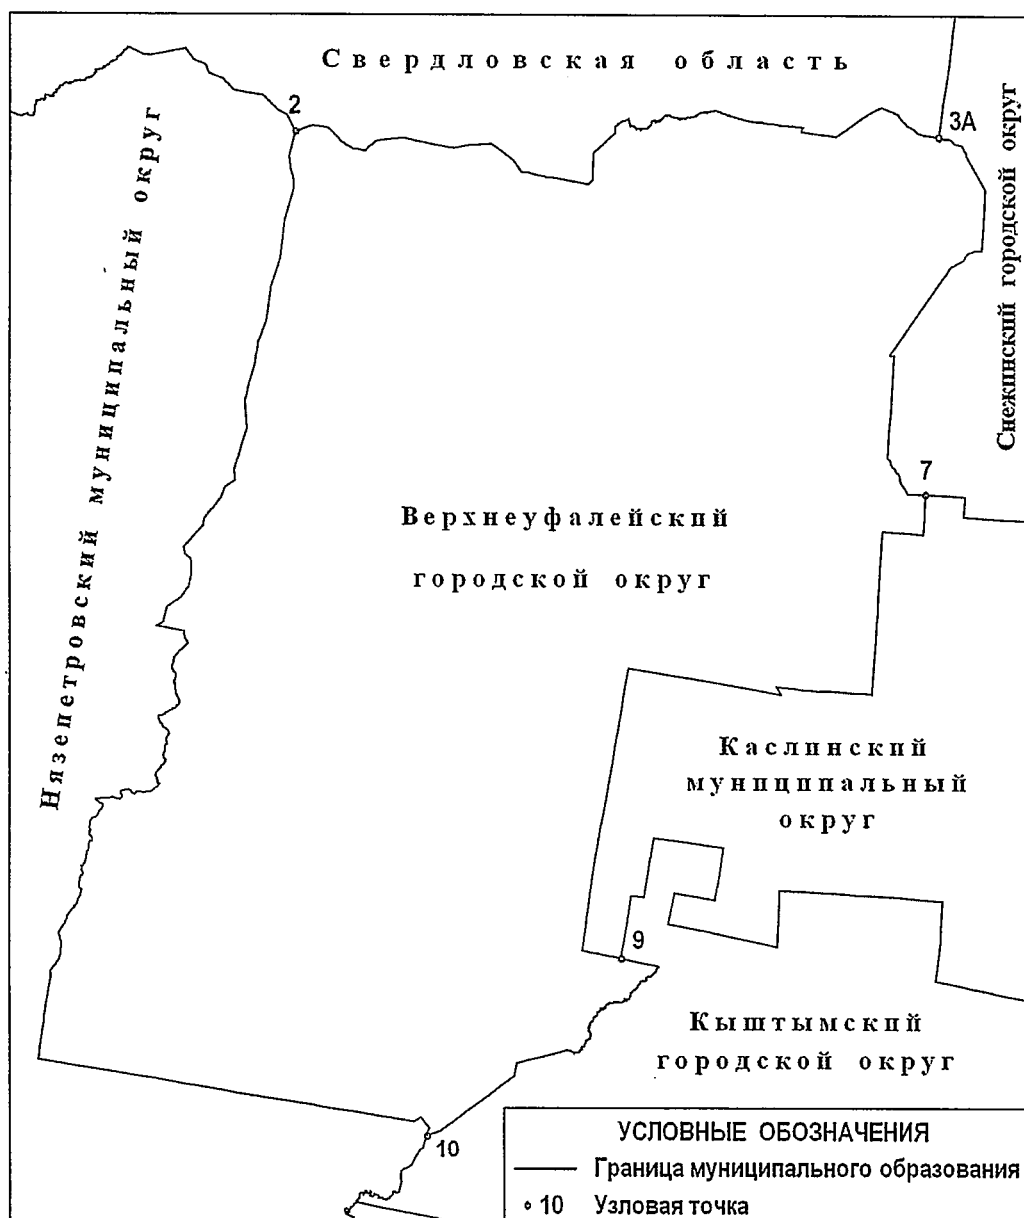 Свердловская область
2
3А
Нязепетровский муниципальный округ
Снежинский городской округ
7
Верхнеуфалейский
городской округ
Каслинский
муниципальный
округ
9
Кыштымский
городской округ
10
УСЛОВНЫЕ ОБОЗНАЧЕНИЯ
Граница муниципального образования
10 Узловая точка